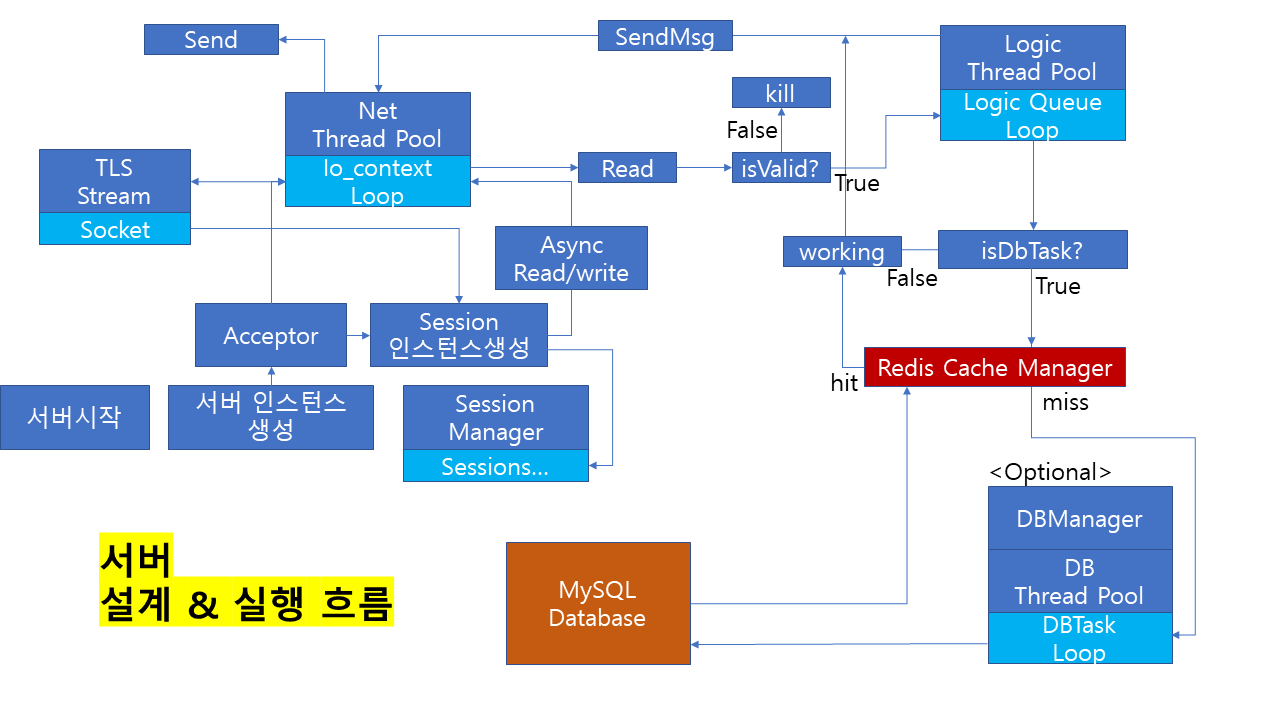 Send
SendMsg
Logic
Thread Pool
Logic Queue
Loop
kill
False
Net
Thread Pool
Io_context
Loop
Read
isValid?
True
TLS
Stream
Socket
Async
Read/write
working
False
isDbTask?
True
Acceptor
Session
인스턴스생성
Redis Cache Manager
hit
miss
서버시작
서버 인스턴스
생성
Session
Manager
Sessions...
<Optional>
DBManager
DB
Thread Pool
DBTask
Loop
MySQL
Database
서버
설계 & 실행 흐름